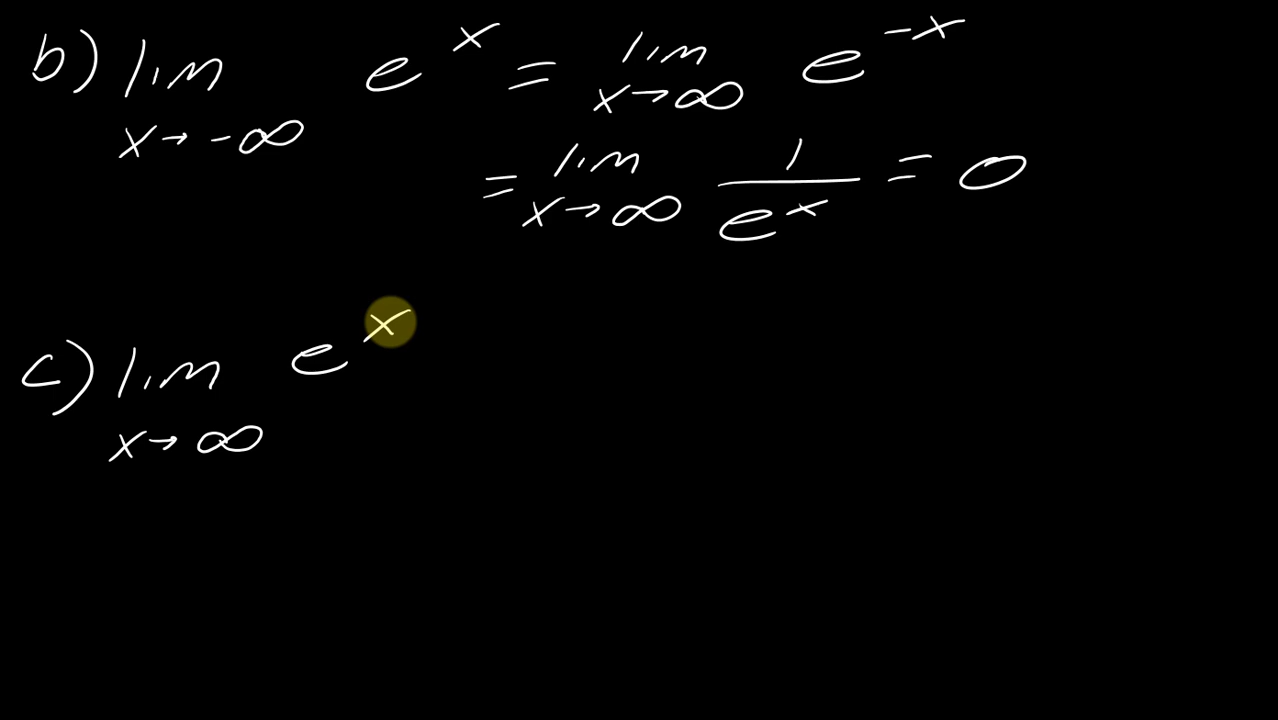 b) lim x→-∞ e^x = lim x→∞ e^-x
= lim x→∞ 1/e^x = 0
c) lim x→∞ e^x